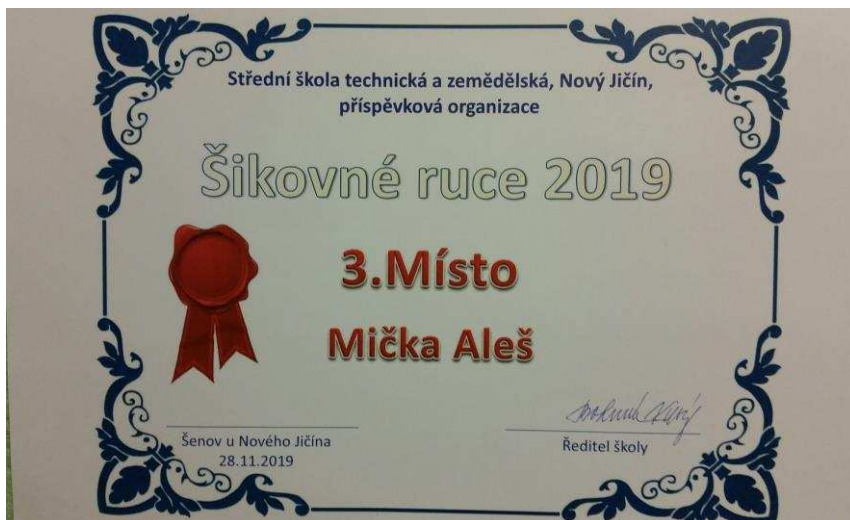 Střední škola technická a zemědělská, Nový Jičín,
příspěvková organizace
Šikovné ruce 2019
3.Místo
Mička Aleš
Šenov u Nového Jičína
28.11.2019
Ředitel školy